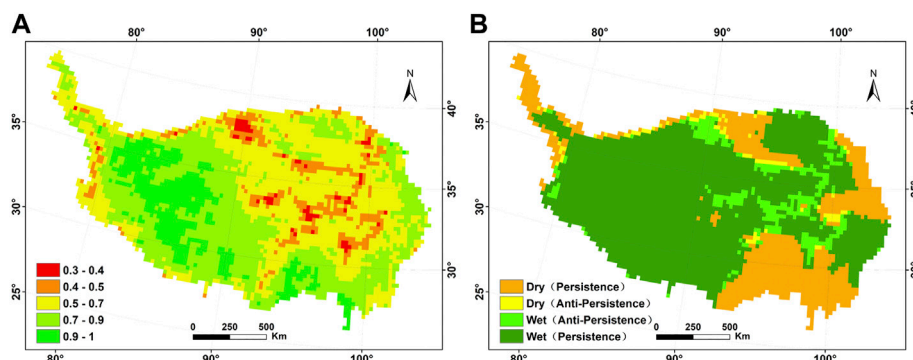 A
80°
90°
100°
N
40°
35°
35°
30°
30°
25°
0.3 - 0.4
0.4 - 0.5
0.5 - 0.7
0.7 - 0.9
0.9 - 1
0 250 500
Km
80°
90°
100°
B
80°
90°
100°
N
40°
35°
35°
30°
30°
25°
Dry（Persistence）
Dry（Anti-Persistence）
Wet（Anti-Persistence）
Wet（Persistence）
0 250 500
Km
80°
90°
100°